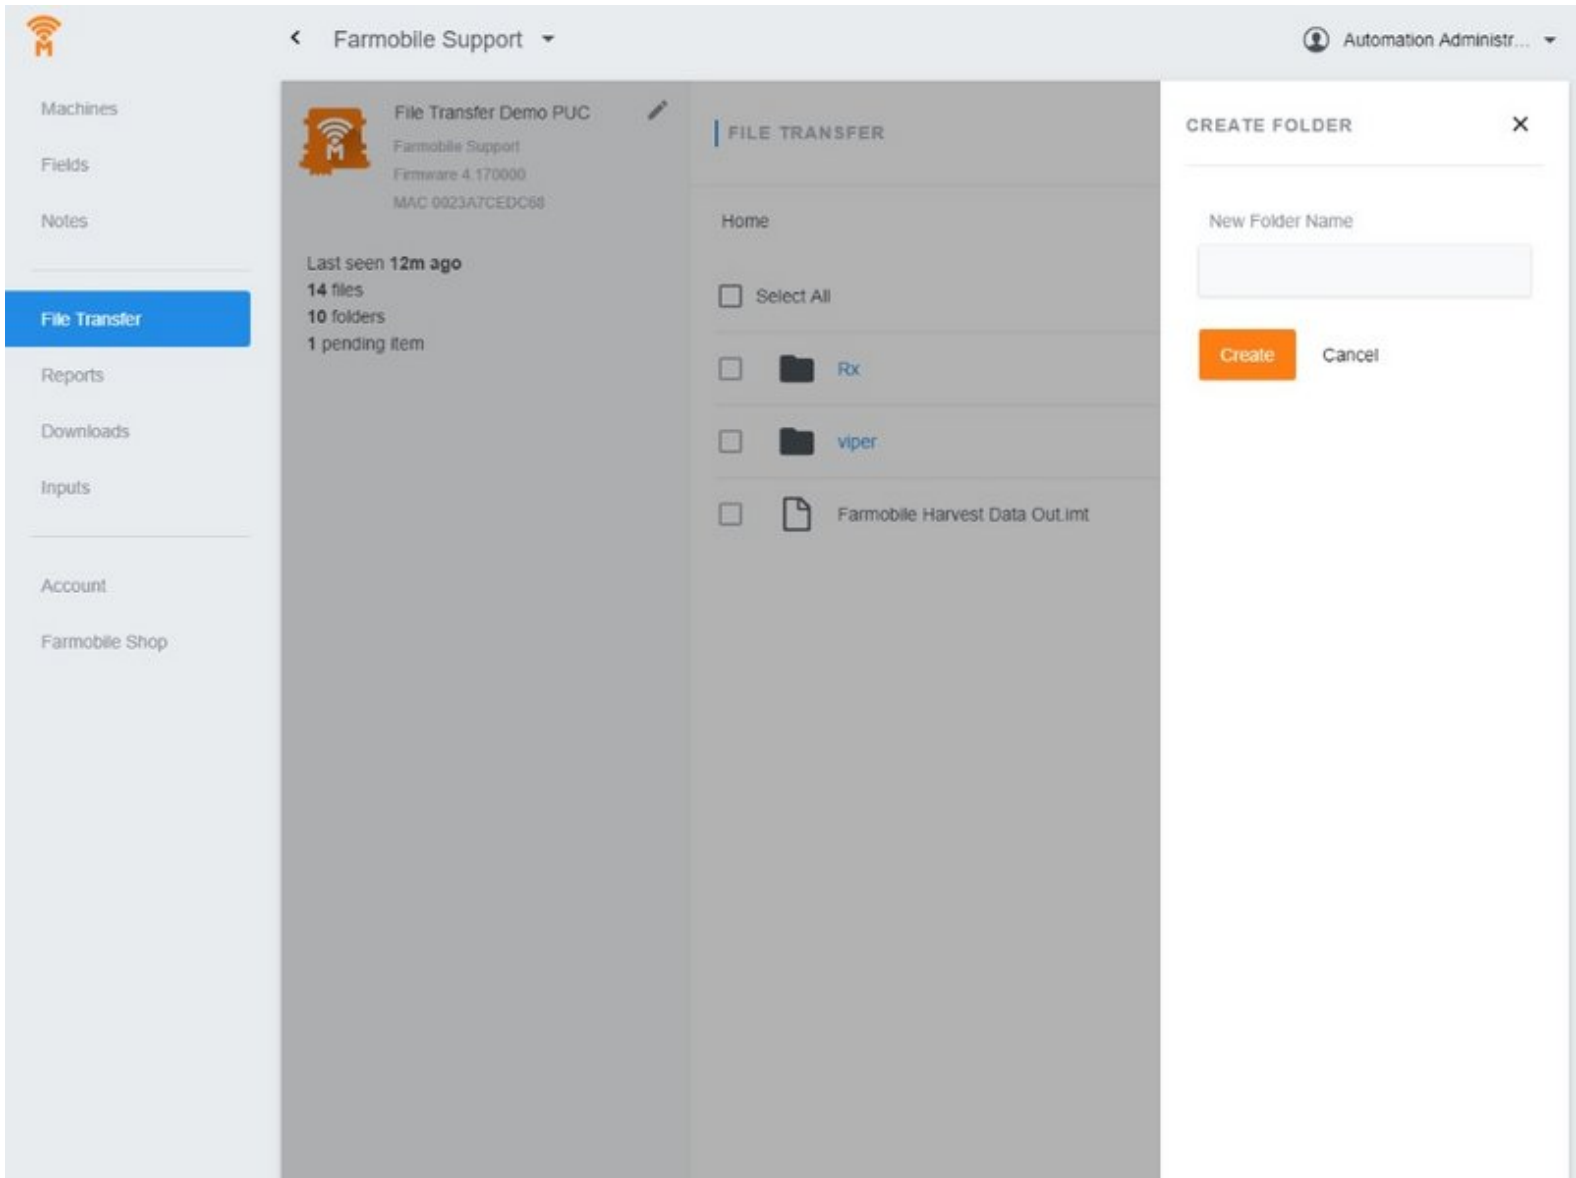 Farmobile Support
Automation Administr...
Machines
Fields
Notes
File Transfer
Reports
Downloads
Inputs
Account
Farmobile Shop
File Transfer Demo PUC
Farmobile Support
Firmware 4.170000
MAC 0023A7CEDC68
Last seen 12m ago
14 files
10 folders
1 pending item
FILE TRANSFER
Home
Select All
Rx
viper
Farmobile Harvest Data Out.imt
CREATE FOLDER
New Folder Name
Create Cancel